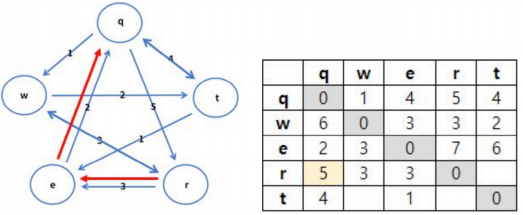 q
1
4
w
2
t
2
5
3
1
e
3
r
q w e r t
q 0 1 4 5 4
w 6 0 3 3 2
e 2 3 0 7 6
r 5 3 3 0
t 4 1 0